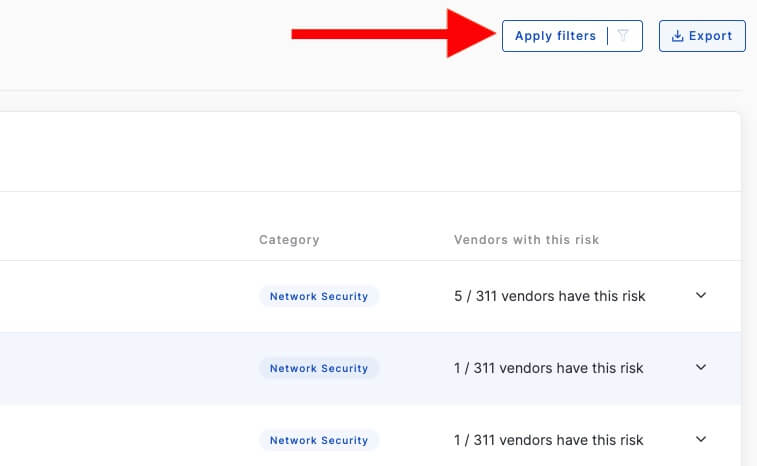 Apply filters
Export
Category Vendors with this risk
Network Security 5 / 311 vendors have this risk
Network Security 1 / 311 vendors have this risk
Network Security 1 / 311 vendors have this risk